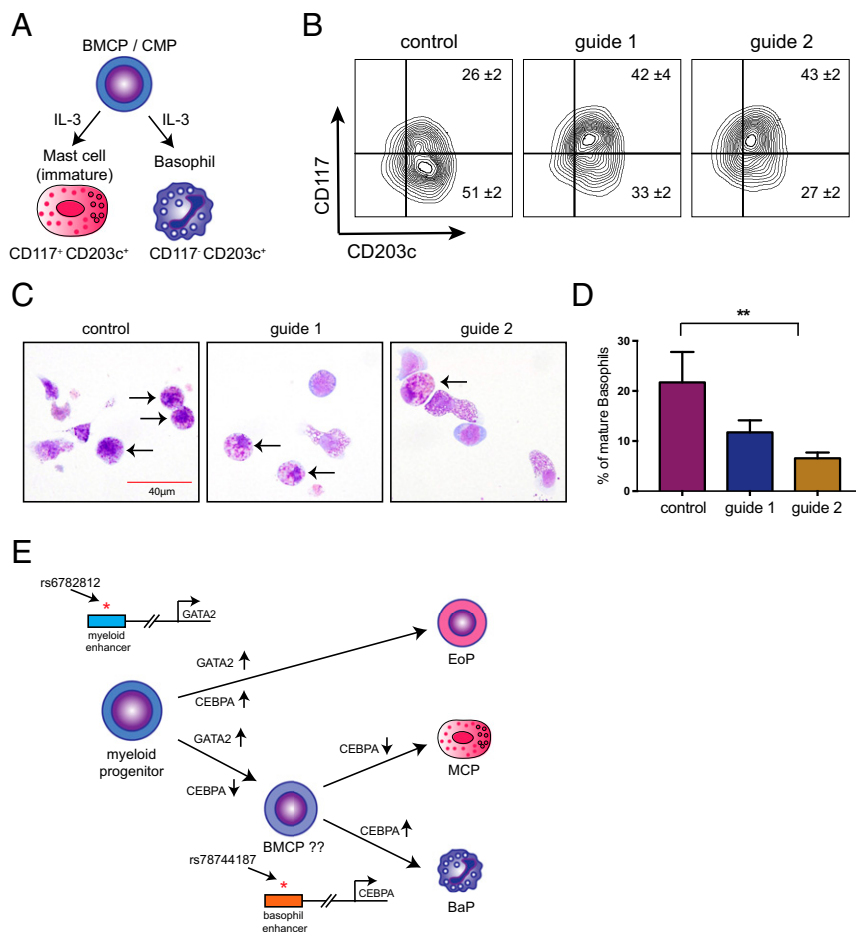 A
BMCP / CMP
IL-3 IL-3
Mast cell
(immature)
Basophil
CD117+ CD203c+ CD117- CD203c+
B
control guide 1 guide 2
26 ±2 42 ±4 43 ±2
51 ±2 33 ±2 27 ±2
CD117
CD203c
C
control guide 1 guide 2
40µm
D
**
% of mature Basophils
30
20
10
0
control guide 1 guide 2
E
rs6782812
*
GATA2
myeloid
enhancer
GATA2
CEBPA
EoP
myeloid
progenitor
GATA2
CEBPA
CEBPA
MCP
BMCP ??
CEBPA
BaP
rs78744187
*
CEBPA
basophil
enhancer